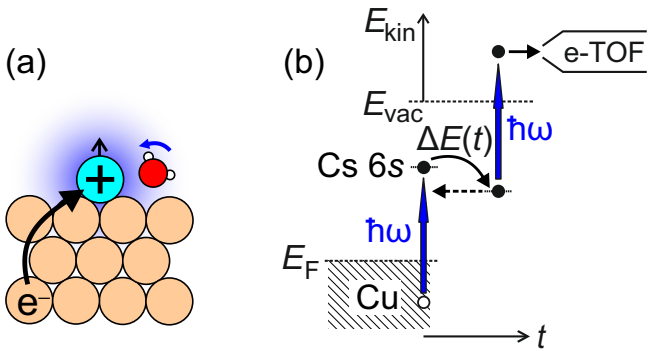 (a)
+
e⁻
(b)
E_kin
e-TOF
E_vac
ħω
ΔE(t)
Cs 6s
ħω
E_F
Cu
t